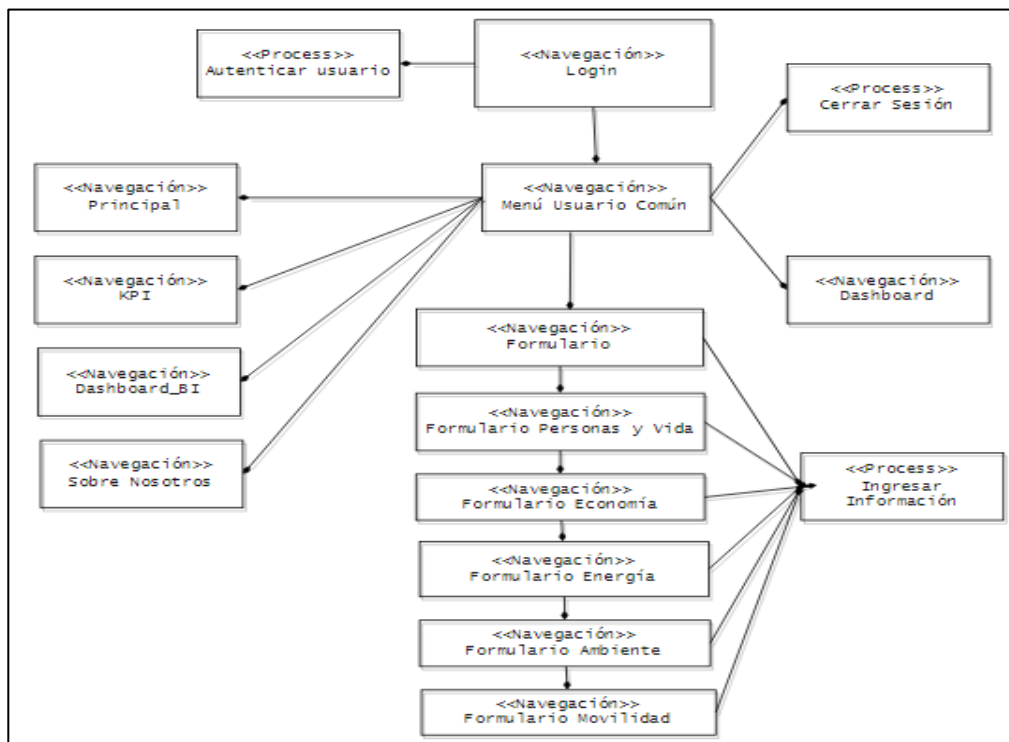 <<Process>>
Autenticar usuario
<<Navegación>>
Login
<<Process>>
Cerrar Sesión
<<Navegación>>
Principal
<<Navegación>>
Menú Usuario Común
<<Navegación>>
KPI
<<Navegación>>
Dashboard
<<Navegación>>
Formulario
<<Navegación>>
Dashboard_BI
<<Navegación>>
Formulario Personas y Vida
<<Navegación>>
Sobre Nosotros
<<Process>>
Ingresar
Información
<<Navegación>>
Formulario Economía
<<Navegación>>
Formulario Energía
<<Navegación>>
Formulario Ambiente
<<Navegación>>
Formulario Movilidad